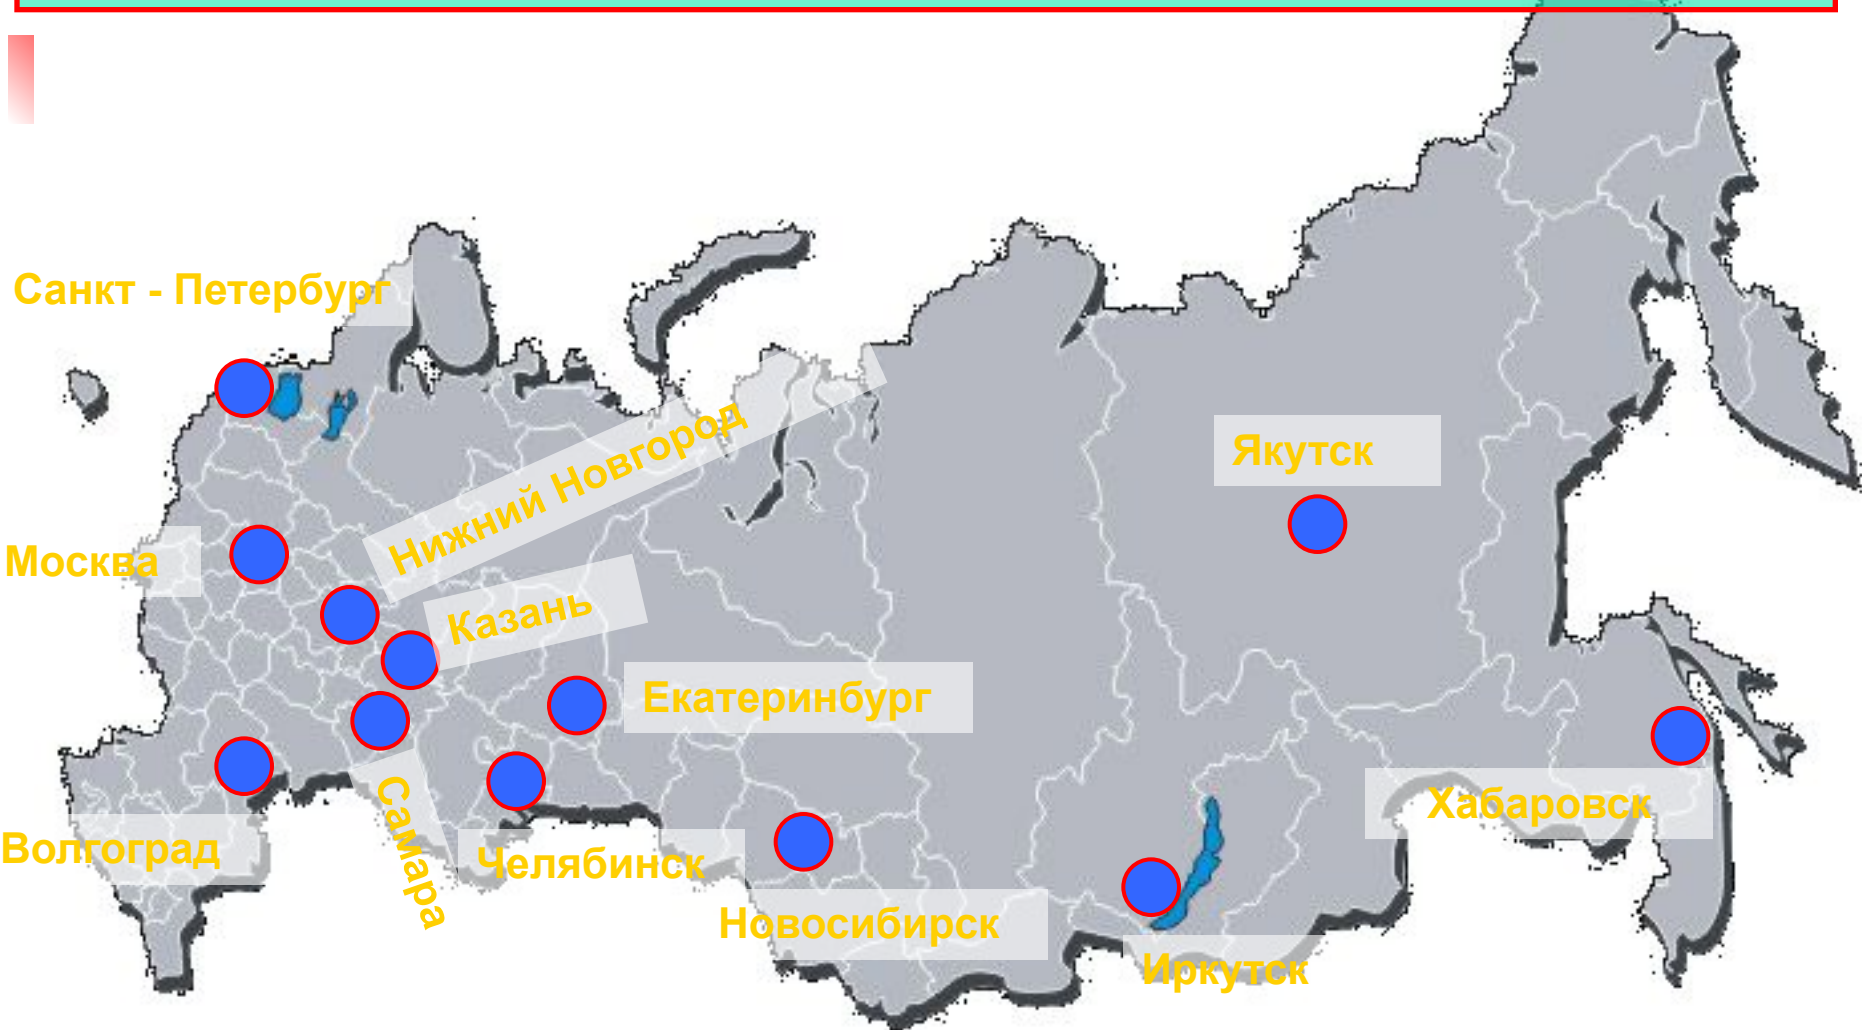 Санкт - Петербург
Нижний Новгород
Якутск
Москва
Казань
Екатеринбург
Самара
Хабаровск
Волгоград
Челябинск
Новосибирск
Иркутск